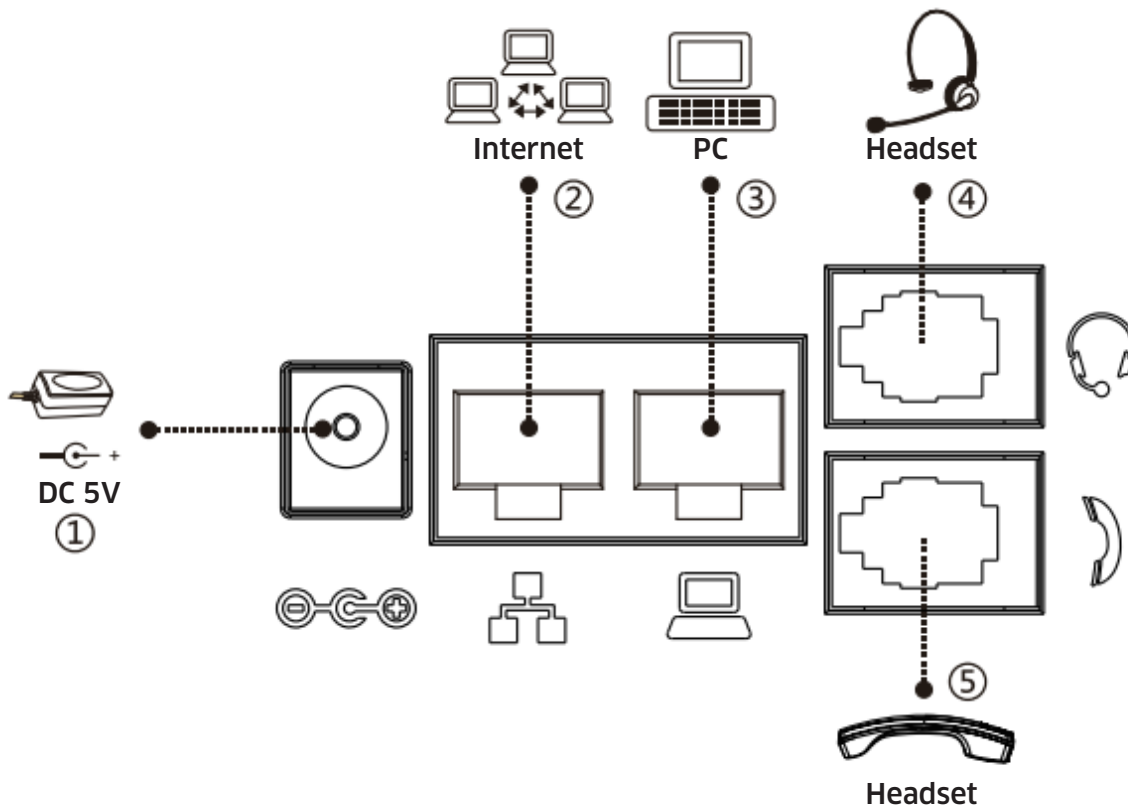 Internet
PC
Headset
②
③
④
+
DC 5V
①
⑤
Headset